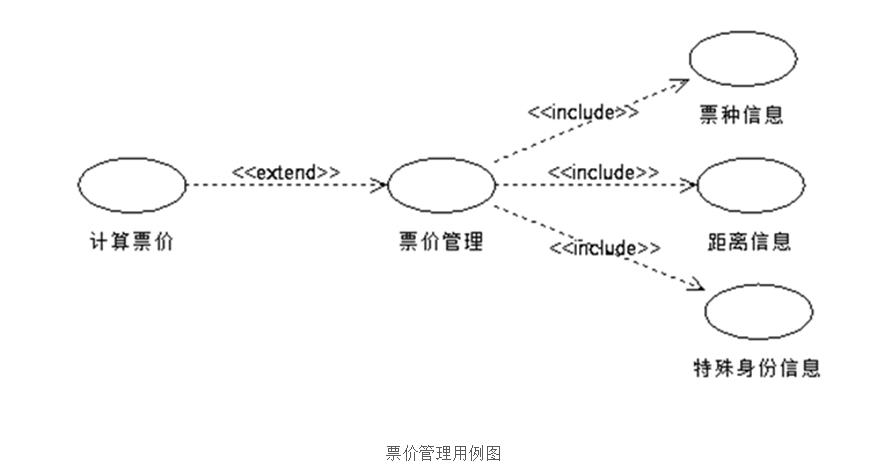 票种信息
<<include>>
<<extend>>
<<include>>
计算票价
票价管理
距离信息
<<include>>
特殊身份信息
票价管理用例图